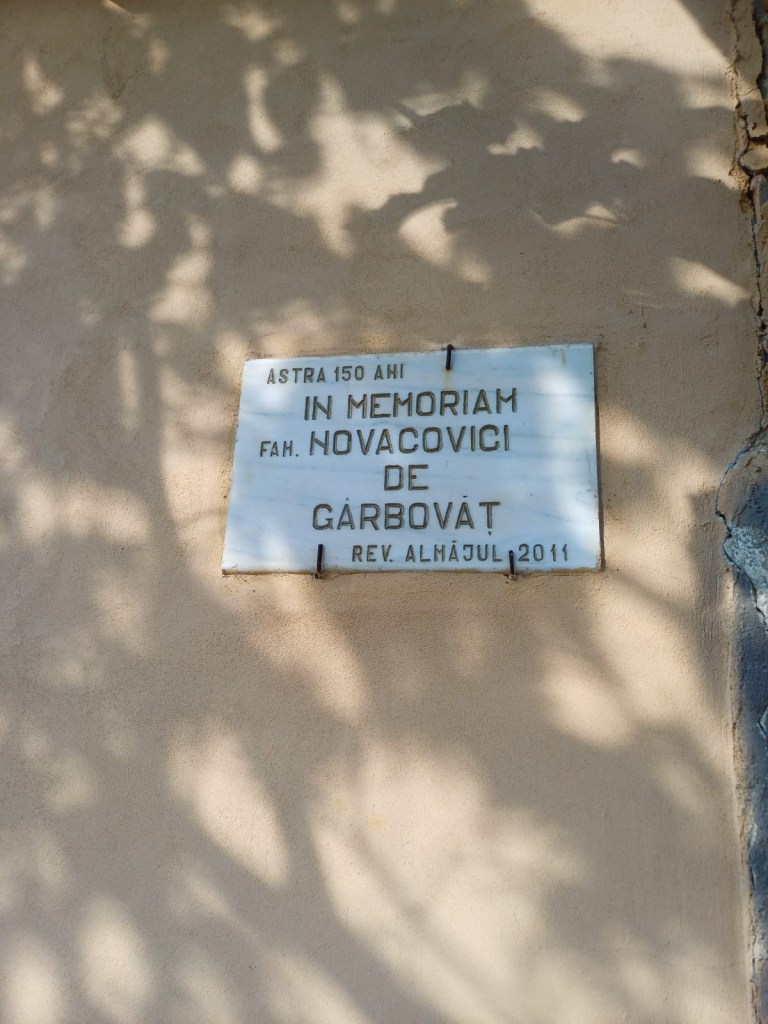 ASTRA 150 ANI
IN MEMORIAM
FAM. NOVACOVICI
DE
GÂRBOVĂȚ
REV. ALMĂJUL 2011